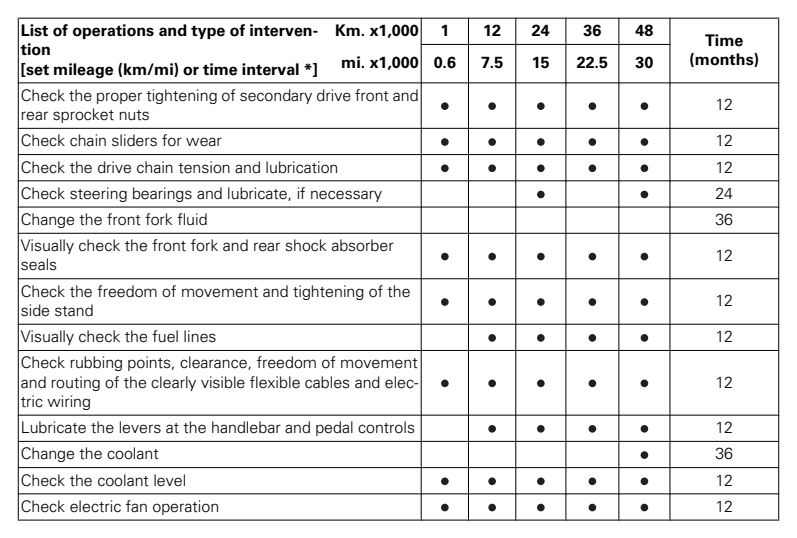 List of operations and type of interven- Km. x1,000 1 12 24 36 48 Time
tion
[set mileage (km/mi) or time interval *] mi. x1,000 0.6 7.5 15 22.5 30 (months)
Check the proper tightening of secondary drive front and
rear sprocket nuts ● ● ● ● ● 12
Check chain sliders for wear ● ● ● ● ● 12
Check the drive chain tension and lubrication ● ● ● ● ● 12
Check steering bearings and lubricate, if necessary ● ● 24
Change the front fork fluid 36
Visually check the front fork and rear shock absorber
seals ● ● ● ● ● 12
Check the freedom of movement and tightening of the
side stand ● ● ● ● ● 12
Visually check the fuel lines ● ● ● ● 12
Check rubbing points, clearance, freedom of movement
and routing of the clearly visible flexible cables and elec- ● ● ● ● ● 12
tric wiring
Lubricate the levers at the handlebar and pedal controls ● ● ● ● 12
Change the coolant ● 36
Check the coolant level ● ● ● ● ● 12
Check electric fan operation ● ● ● ● ● 12